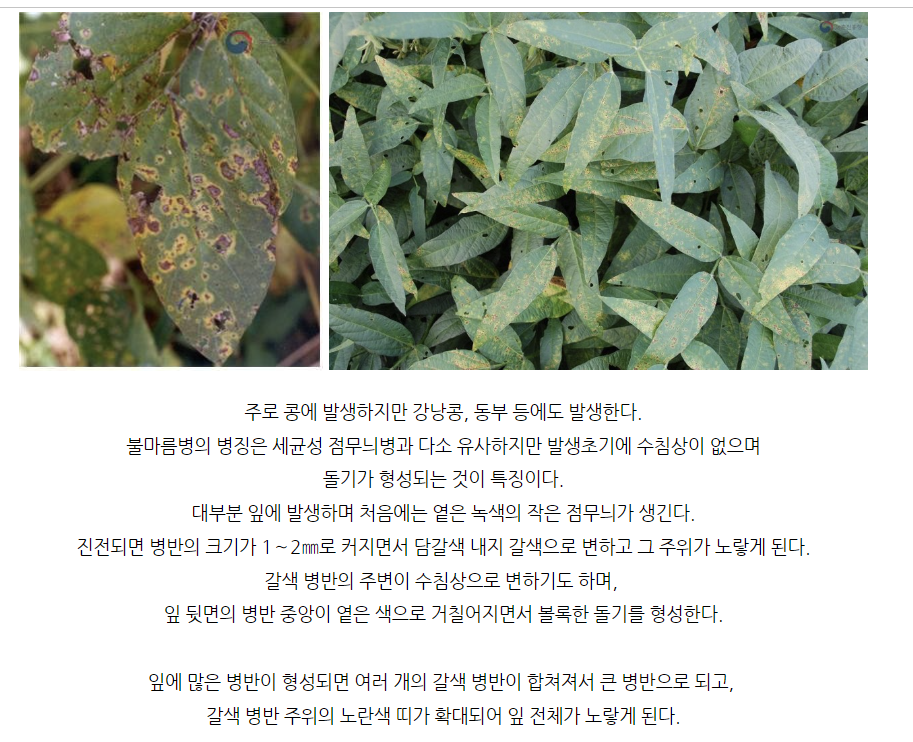 주로 콩에 발생하지만 강낭콩, 동부 등에도 발생한다.
불마름병의 병징은 세균성 점무늬병과 다소 유사하지만 발생초기에 수침상이 없으며
돌기가 형성되는 것이 특징이다.
대부분 잎에 발생하며 처음에는 옅은 녹색의 작은 점무늬가 생긴다.
진전되면 병반의 크기가 1～2㎜로 커지면서 담갈색 내지 갈색으로 변하고 그 주위가 노랗게 된다.
갈색 병반의 주변이 수침상으로 변하기도 하며,
잎 뒷면의 병반 중앙이 옅은 색으로 거칠어지면서 볼록한 돌기를 형성한다.
잎에 많은 병반이 형성되면 여러 개의 갈색 병반이 합쳐져서 큰 병반으로 되고,
갈색 병반 주위의 노란색 띠가 확대되어 잎 전체가 노랗게 된다.